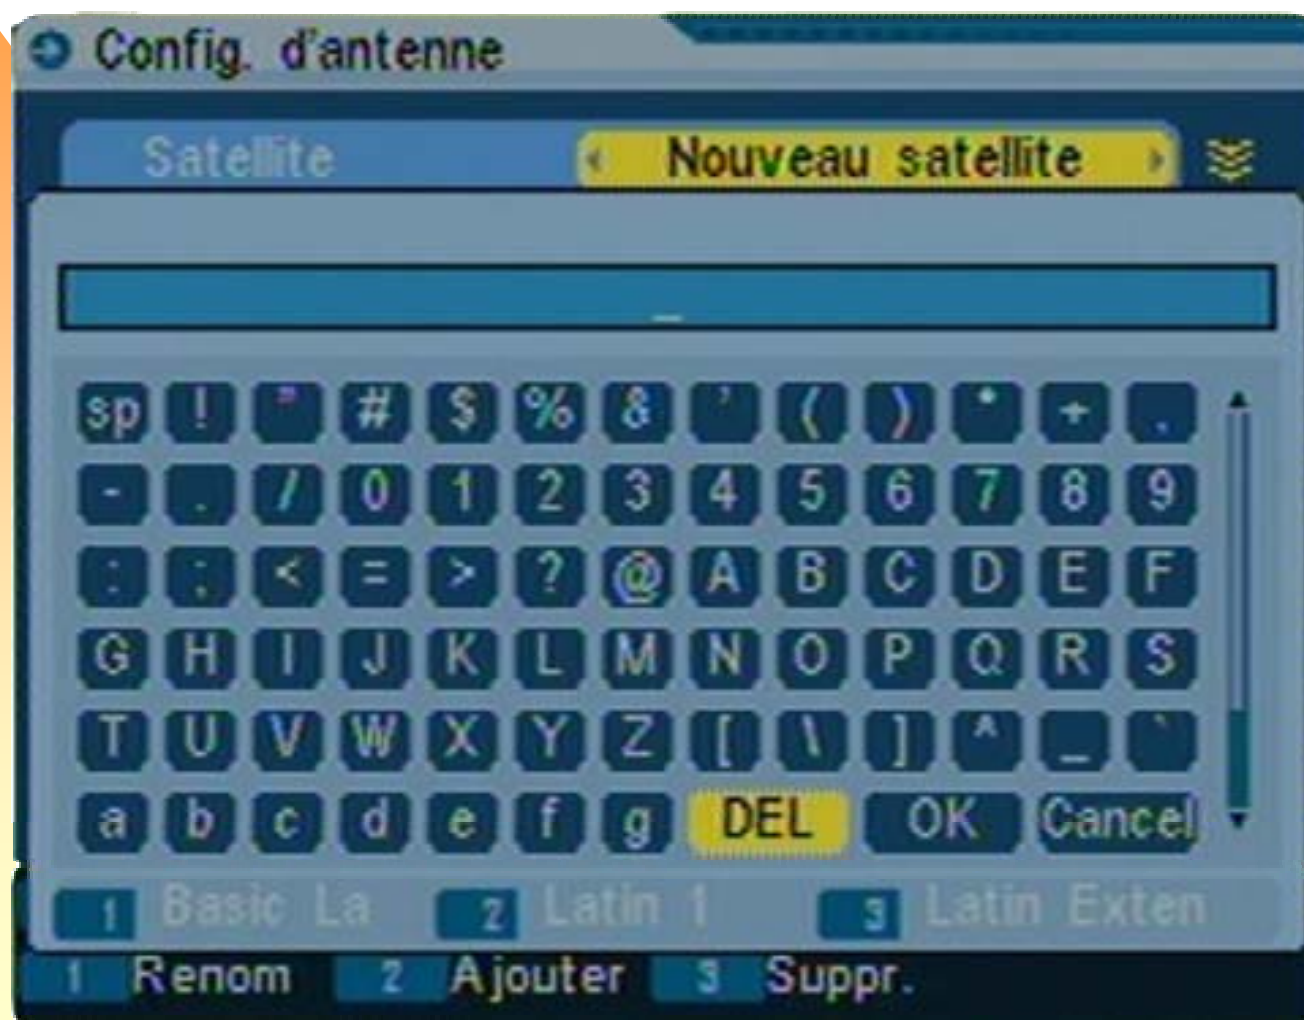 Config. d'antenne
Satellite Nouveau satellite
_
sp ! " # $ % & ' ( ) * + ,
- . / 0 1 2 3 4 5 6 7 8 9
: ; < = > ? @ A B C D E F
G H I J K L M N O P Q R S
T U V W X Y Z [ \ ] ^ _ `
a b c d e f g DEL OK Cancel
1 Basic La 2 Latin 1 3 Latin Exten
1 Renom 2 Ajouter 3 Suppr.